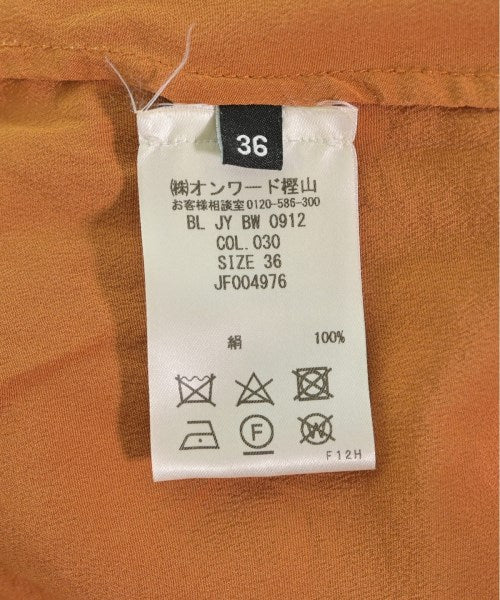 36
㈱オンワード樫山
お客様相談室0120-586-300
BL JY BW 0912
COL.030
SIZE 36
JF004976
絹 100%
F
W
F12H